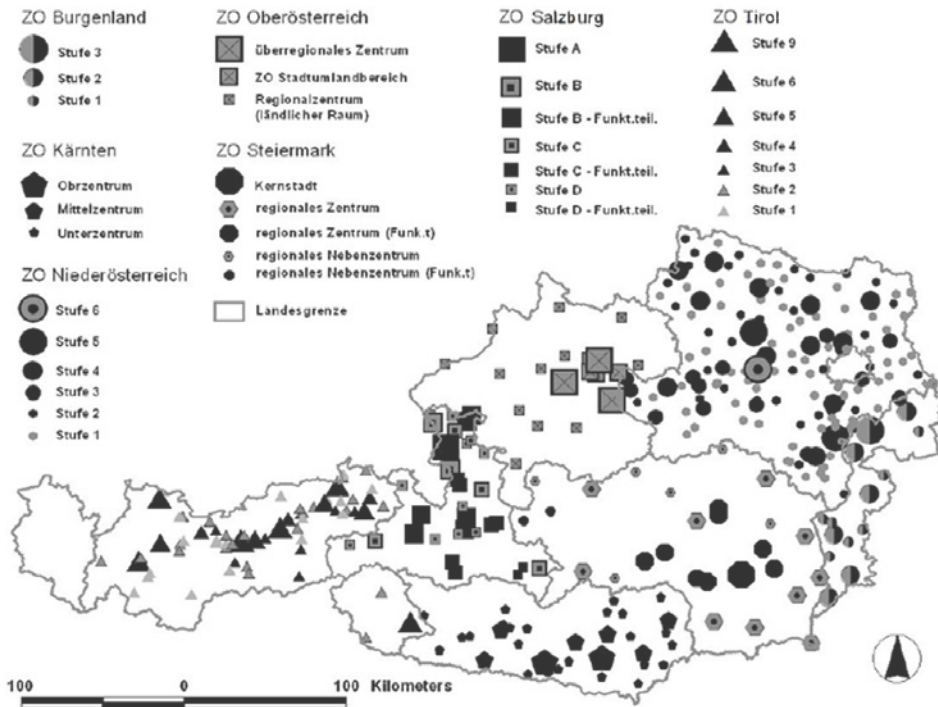 ZO Burgenland
Stufe 3
Stufe 2
Stufe 1
ZO Kärnten
Obrzentrum
Mittelzentrum
Unterzentrum
ZO Niederösterreich
Stufe 6
Stufe 5
Stufe 4
Stufe 3
Stufe 2
Stufe 1
ZO Oberösterreich
überregionales Zentrum
ZO Stadtumlandbereich
Regionalzentrum
(ländlicher Raum)
ZO Steiermark
Kernstadt
regionales Zentrum
regionales Zentrum (Funk.t)
regionales Nebenzentrum
regionales Nebenzentrum (Funk.t)
Landesgrenze
ZO Salzburg
Stufe A
Stufe B
Stufe B - Funkt.teil.
Stufe C
Stufe C - Funkt.teil.
Stufe D
Stufe D - Funkt.teil.
ZO Tirol
Stufe 9
Stufe 6
Stufe 5
Stufe 4
Stufe 3
Stufe 2
Stufe 1
100 0 100 Kilometers